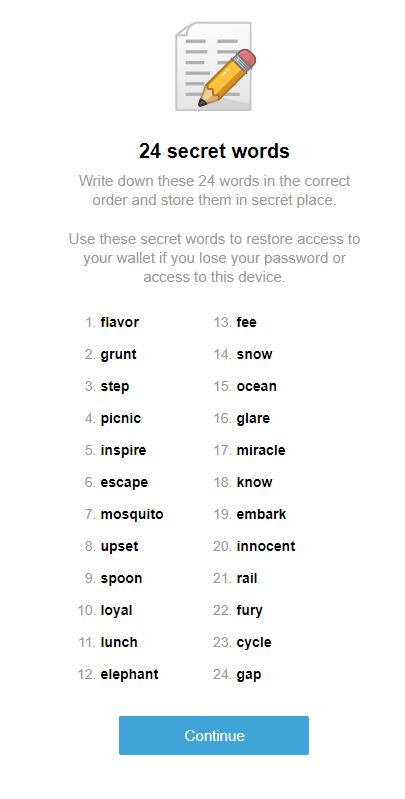 24 secret words
Write down these 24 words in the correct
order and store them in secret place.
Use these secret words to restore access to
your wallet if you lose your password or
access to this device.
1. flavor
2. grunt
3. step
4. picnic
5. inspire
6. escape
7. mosquito
8. upset
9. spoon
10. loyal
11. lunch
12. elephant
13. fee
14. snow
15. ocean
16. glare
17. miracle
18. know
19. embark
20. innocent
21. rail
22. fury
23. cycle
24. gap
Continue